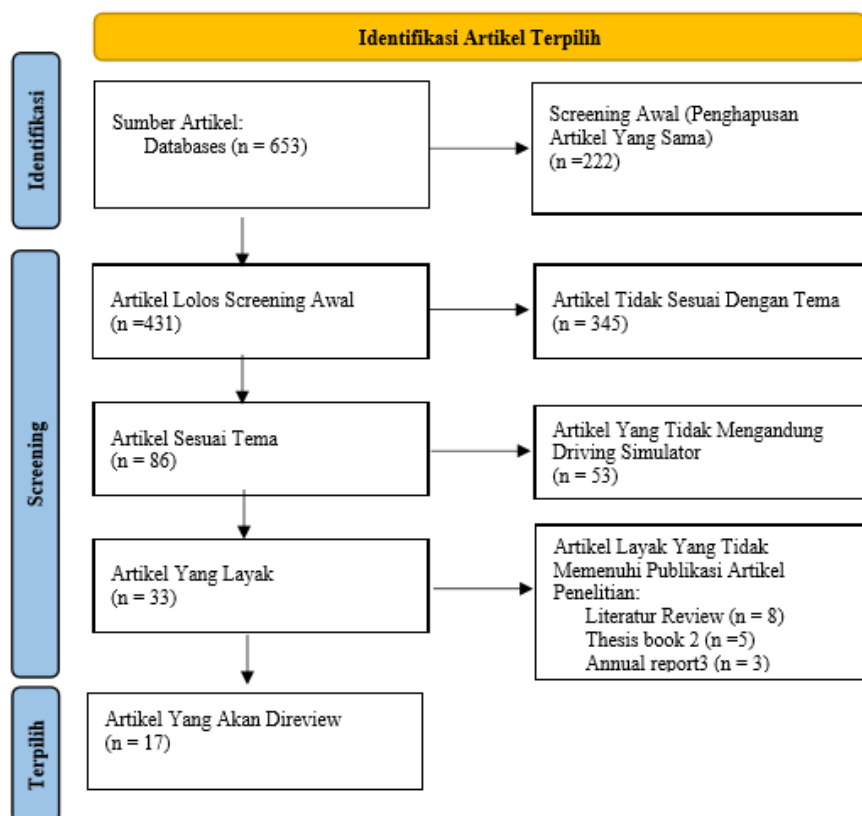 Identifikasi Artikel Terpilih
Identifikasi
Sumber Artikel:
Databases (n = 653)
Screening Awal (Penghapusan
Artikel Yang Sama)
(n =222)
Screening
Artikel Lolos Screening Awal
(n =431)
Artikel Tidak Sesuai Dengan Tema
(n = 345)
Artikel Sesuai Tema
(n = 86)
Artikel Yang Tidak Mengandung
Driving Simulator
(n = 53)
Artikel Yang Layak
(n = 33)
Artikel Layak Yang Tidak
Memenuhi Publikasi Artikel
Penelitian:
Literatur Review (n = 8)
Thesis book 2 (n =5)
Annual report3 (n = 3)
Terpilih
Artikel Yang Akan Direview
(n = 17)